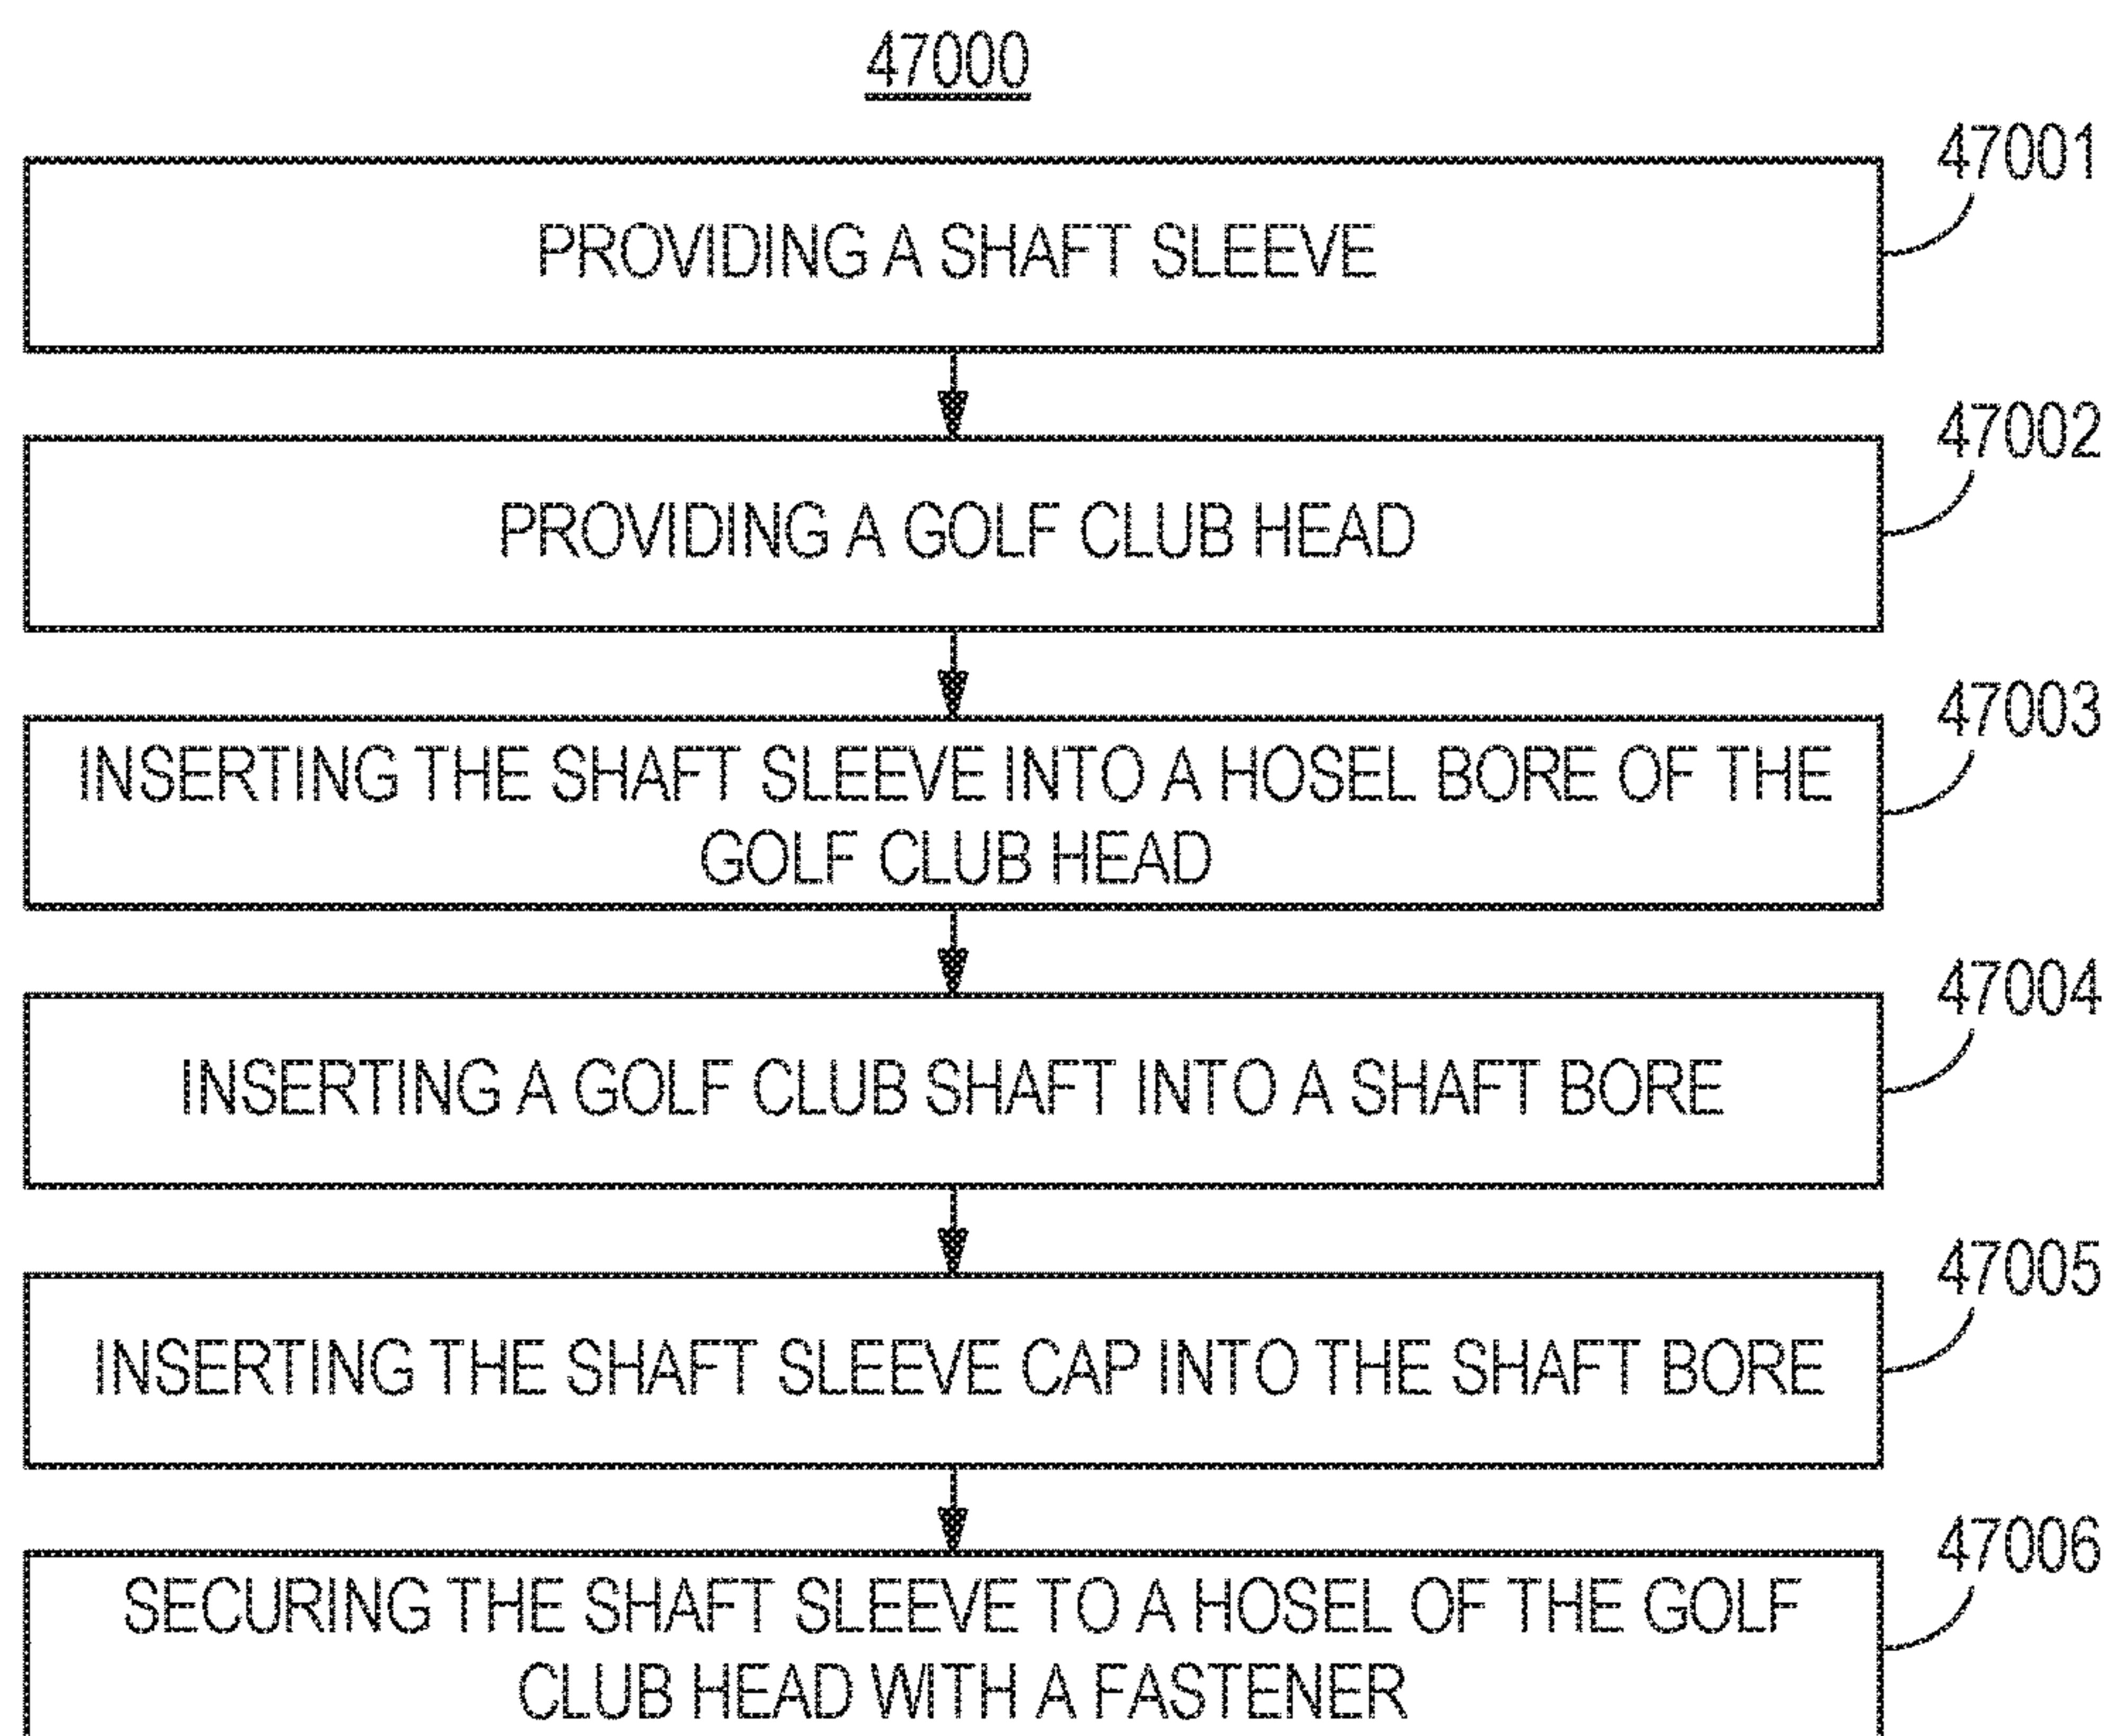 47000
47001
PROVIDING A SHAFT SLEEVE
47002
PROVIDING A GOLF CLUB HEAD
47003
INSERTING THE SHAFT SLEEVE INTO A HOSEL BORE OF THE
GOLF CLUB HEAD
47004
INSERTING A GOLF CLUB SHAFT INTO A SHAFT BORE
47005
INSERTING THE SHAFT SLEEVE CAP INTO THE SHAFT BORE
47006
SECURING THE SHAFT SLEEVE TO A HOSEL OF THE GOLF
CLUB HEAD WITH A FASTENER